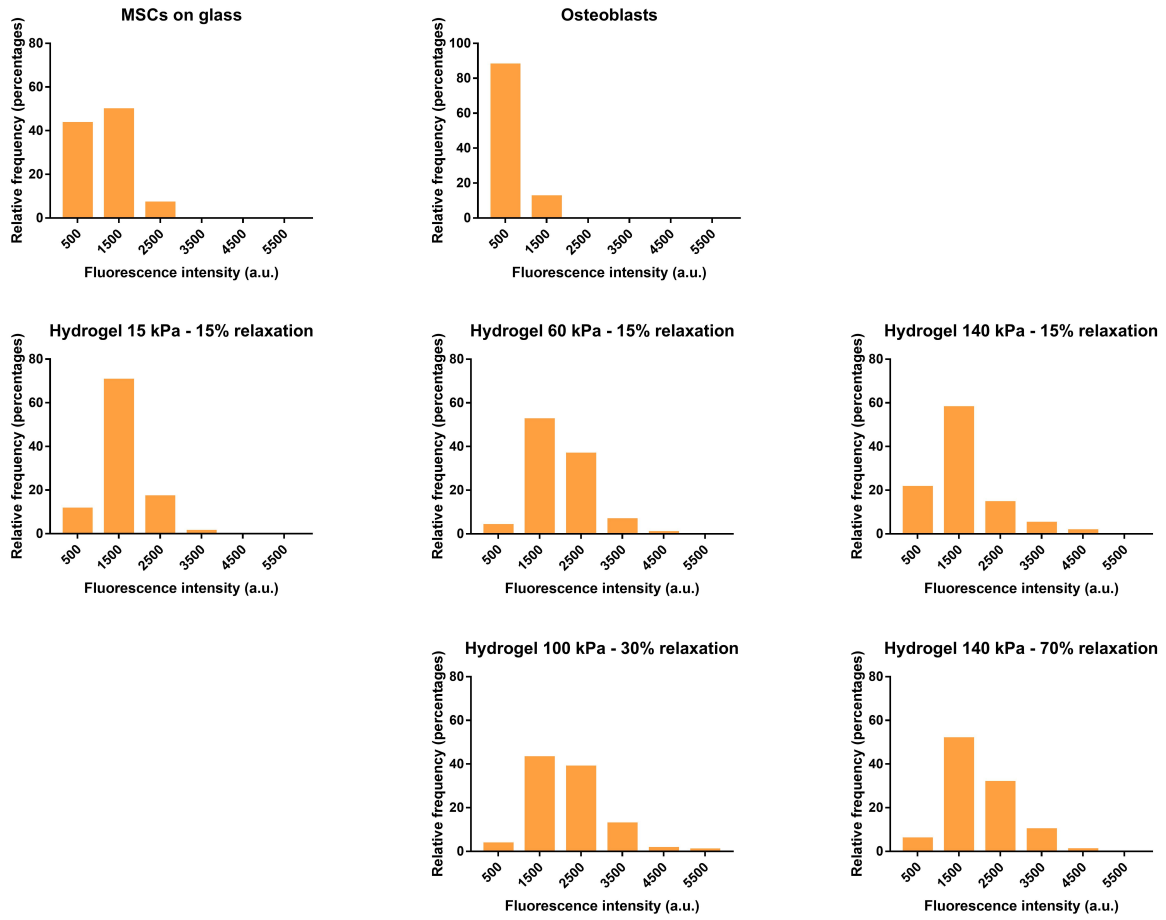 MSCs on glass
Relative frequency (percentages)
80
60
40
20
0
500 1500 2500 3500 4500 5500
Fluorescence intensity (a.u.)
Osteoblasts
Relative frequency (percentages)
100
80
60
40
20
0
500 1500 2500 3500 4500 5500
Fluorescence intensity (a.u.)
Hydrogel 15 kPa - 15% relaxation
Relative frequency (percentages)
80
60
40
20
0
500 1500 2500 3500 4500 5500
Fluorescence intensity (a.u.)
Hydrogel 60 kPa - 15% relaxation
Relative frequency (percentages)
80
60
40
20
0
500 1500 2500 3500 4500 5500
Fluorescence intensity (a.u.)
Hydrogel 140 kPa - 15% relaxation
Relative frequency (percentages)
80
60
40
20
0
500 1500 2500 3500 4500 5500
Fluorescence intensity (a.u.)
Hydrogel 100 kPa - 30% relaxation
Relative frequency (percentages)
80
60
40
20
0
500 1500 2500 3500 4500 5500
Fluorescence intensity (a.u.)
Hydrogel 140 kPa - 70% relaxation
Relative frequency (percentages)
80
60
40
20
0
500 1500 2500 3500 4500 5500
Fluorescence intensity (a.u.)